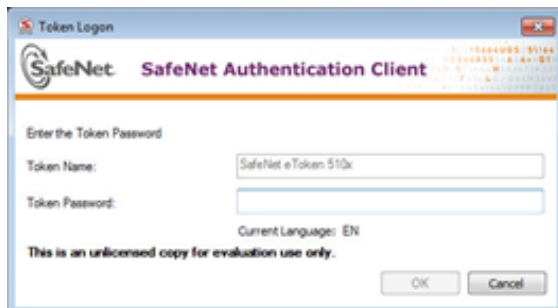 Token Logon
SafeNet. SafeNet Authentication Client
Enter the Token Password
Token Name: SafeNet eToken 510x
Token Password:
Current Language: EN
This is an unlicensed copy for evaluation use only.
OK Cancel